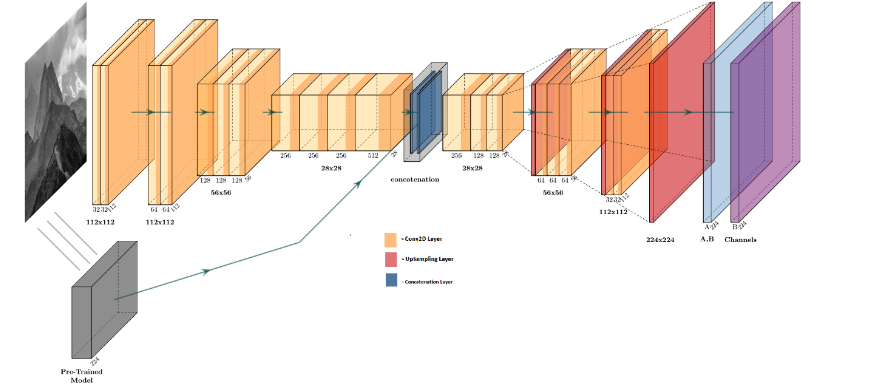 32 32 112
112x112
64 64 112
112x112
128 128 128 56
56x56
256 256 256 512 28
28x28
concatenation
256 128 128 28
28x28
64 64 64 56
56x56
32 32 112
112x112
224x224
A 224
A,B
B 224
Channels
- Conv2D Layer
- UpSampling Layer
- Concatenation Layer
224
Pre-Trained
Model